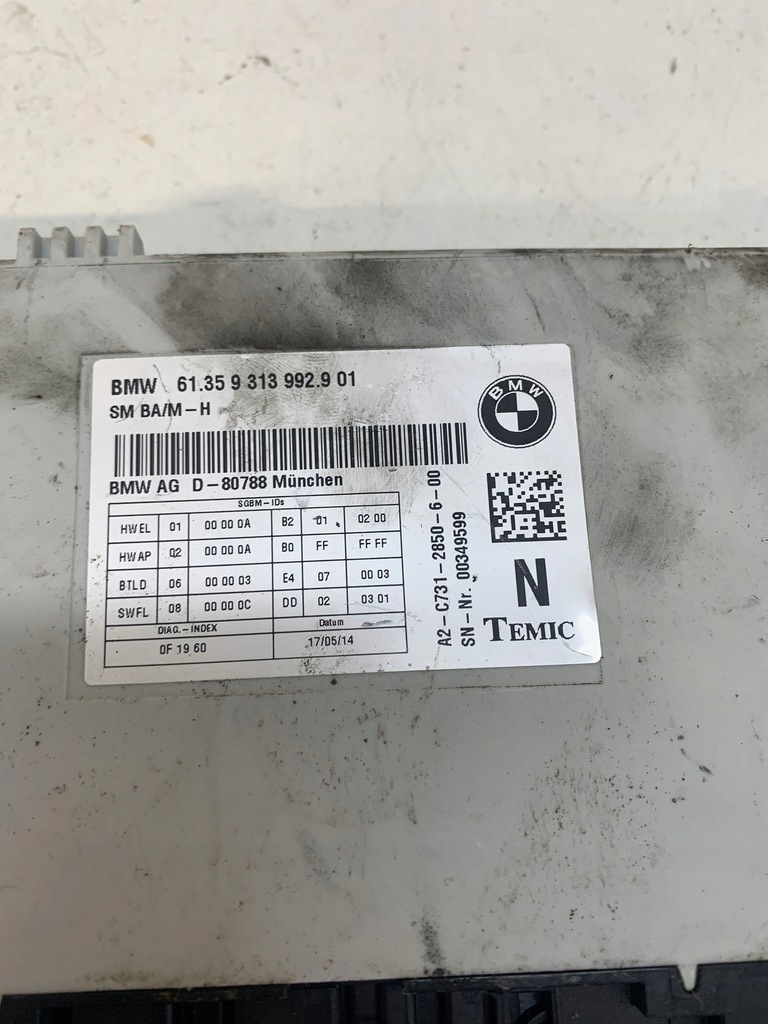 BMW 61.35 9 313 992.9 01
SM BA/M-H
BMW
BMW AG D-80788 München
SGBM-IDs
HWEL 01 00 00 0A B2 01 02 00
HWAP 02 00 00 0A B0 FF FF FF
BTLD 06 00 00 03 E4 07 00 03
SWFL 08 00 00 0C DD 02 03 01
DIAG.-INDEX Datum
0F 19 60 17/05/14
A2-C731-2850-6-00
SN-Nr. 00349599
N
TEMIC